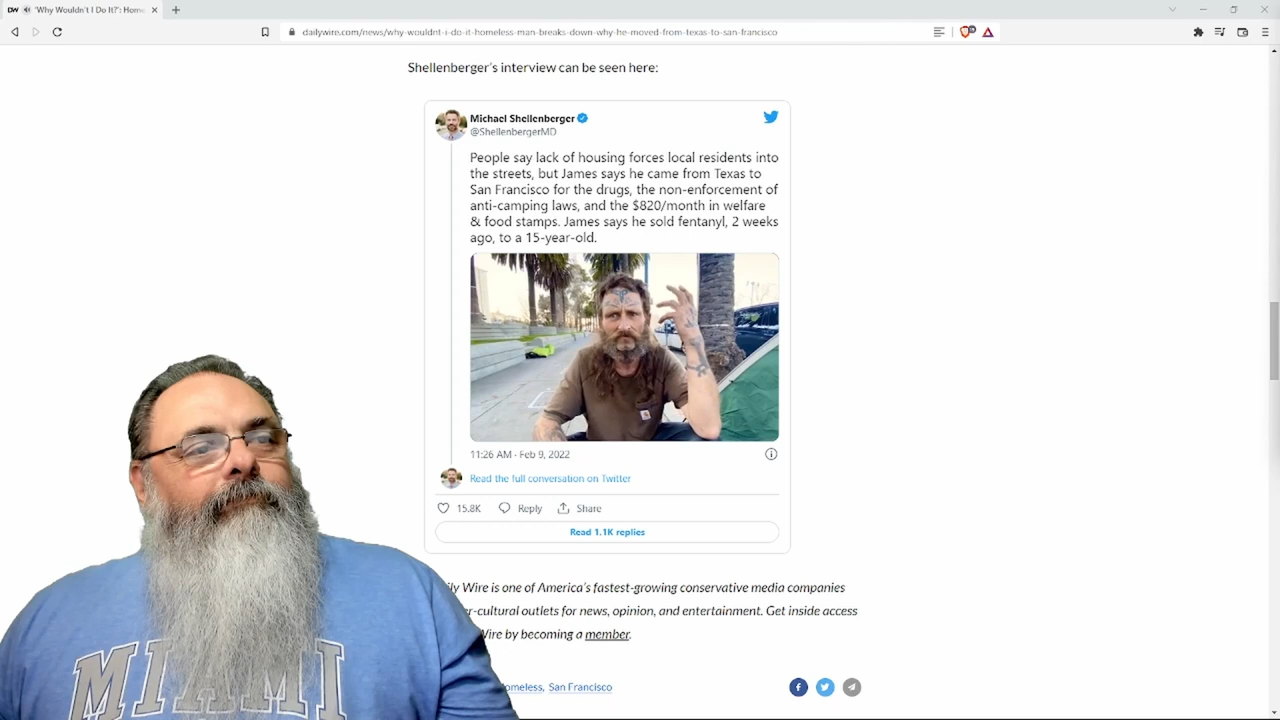 DW 'Why Wouldn't I Do It?': Home
dailywire.com/news/why-wouldnt-i-do-it-homeless-man-breaks-down-why-he-moved-from-texas-to-san-francisco
Shellenberger's interview can be seen here:
Michael Shellenberger
@ShellenbergerMD
People say lack of housing forces local residents into
the streets, but James says he came from Texas to
San Francisco for the drugs, the non-enforcement of
anti-camping laws, and the $820/month in welfare
& food stamps. James says he sold fentanyl, 2 weeks
ago, to a 15-year-old.
11:26 AM · Feb 9, 2022
Read the full conversation on Twitter
15.8K Reply Share
Read 1.1K replies
Wire is one of America's fastest-growing conservative media companies
-cultural outlets for news, opinion, and entertainment. Get inside access
Wire by becoming a member.
omeless, San Francisco
MIAMI